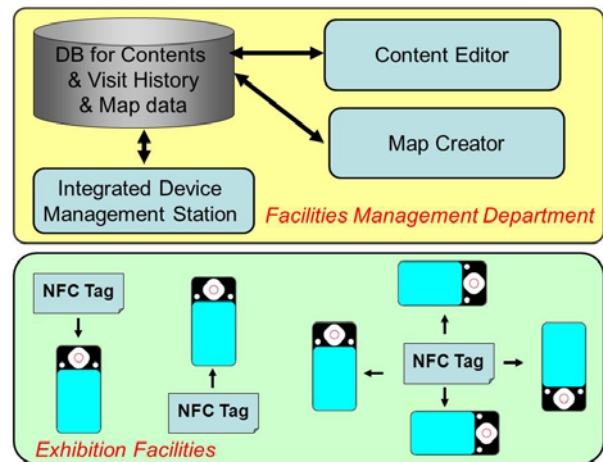 DB for Contents
& Visit History
& Map data
Content Editor
Map Creator
Integrated Device
Management Station
Facilities Management Department
NFC Tag
NFC Tag
NFC Tag
Exhibition Facilities